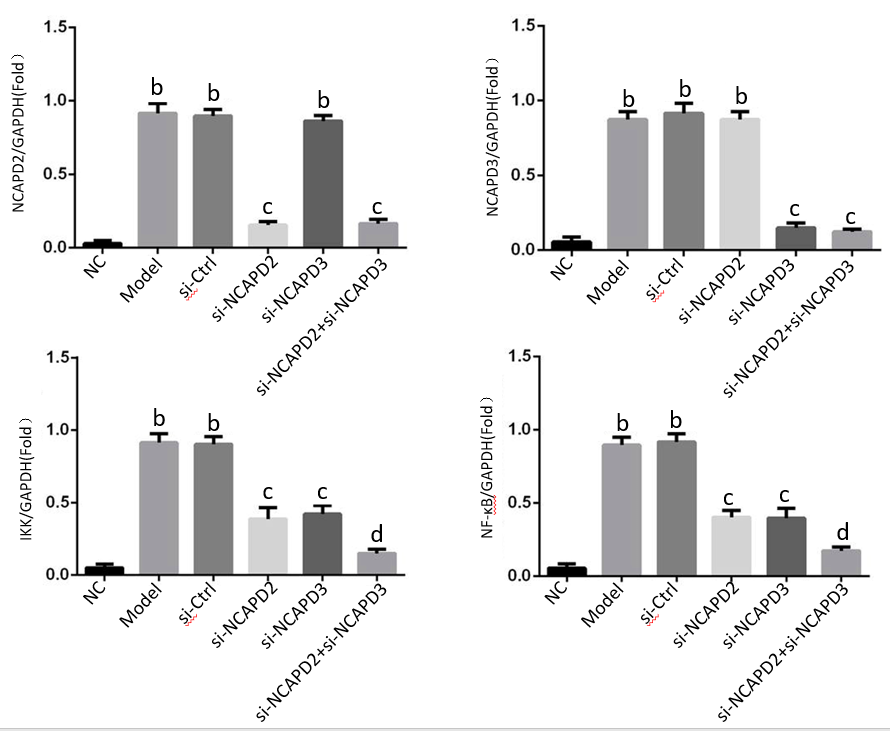 NCAPD2/GAPDH(Fold）
1.5
1.0
0.5
0.0
b
b
c
b
c
NC
Model
si-Ctrl
si-NCAPD2
si-NCAPD3
si-NCAPD2+si-NCAPD3
NCAPD3/GAPDH(Fold）
1.5
1.0
0.5
0.0
b
b
b
c
c
NC
Model
si-Ctrl
si-NCAPD2
si-NCAPD3
si-NCAPD2+si-NCAPD3
IKK/GAPDH(Fold）
1.5
1.0
0.5
0.0
b
b
c
c
d
NC
Model
si-Ctrl
si-NCAPD2
si-NCAPD3
si-NCAPD2+si-NCAPD3
NF-κB/GAPDH(Fold）
1.5
1.0
0.5
0.0
b
b
c
c
d
NC
Model
si-Ctrl
si-NCAPD2
si-NCAPD3
si-NCAPD2+si-NCAPD3